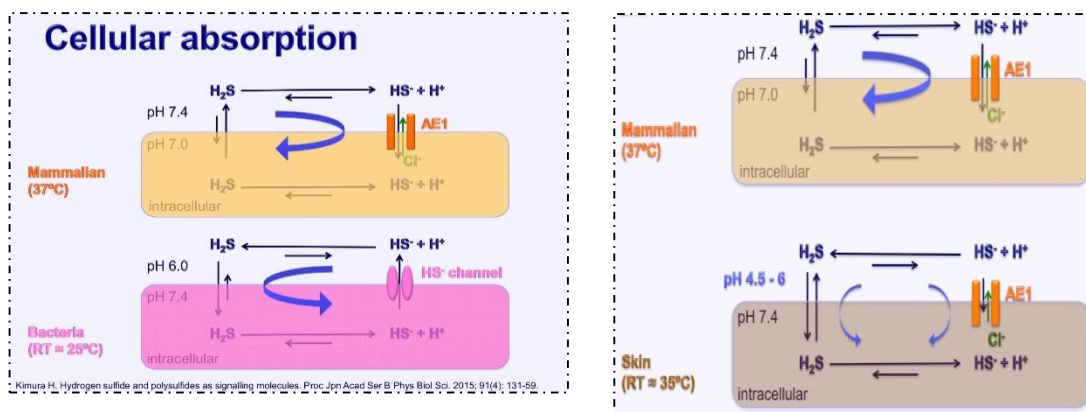 Cellular absorption
H₂S HS⁻ + H⁺
pH 7.4
AE1
pH 7.0
Cl⁻
Mammalian
(37ºC)
H₂S HS⁻ + H⁺
intracellular
H₂S HS⁻ + H⁺
pH 6.0
HS⁻ channel
pH 7.4
Bacteria
(RT ≈ 25ºC)
H₂S HS⁻ + H⁺
intracellular
Kimura H. Hydrogen sulfide and polysulfides as signalling molecules. Proc Jpn Acad Ser B Phys Biol Sci. 2015; 91(4): 131-59.
H₂S HS⁻ + H⁺
pH 7.4
AE1
pH 7.0
Cl⁻
Mammalian
(37ºC)
H₂S HS⁻ + H⁺
intracellular
H₂S HS⁻ + H⁺
pH 4.5 - 6
AE1
pH 7.4
Cl⁻
Skin
(RT ≈ 35ºC)
H₂S HS⁻ + H⁺
intracellular